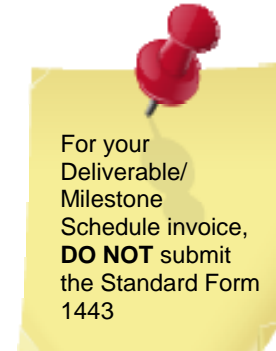 For your
Deliverable/
Milestone
Schedule invoice,
DO NOT submit
the Standard Form
1443